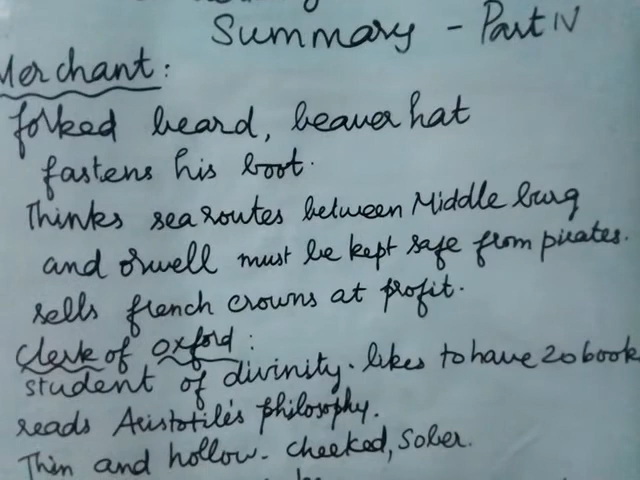 Summary - Part IV
Merchant:
forked beard, beaver hat
fastens his boot.
Thinks sea routes between Middle burg
and orwell must be kept safe from pirates.
sells french crowns at profit.
Clerk of Oxford:
student of divinity. likes to have 20 book
reads Aristotile's philosophy.
Thin and hollow-cheeked, Sober.